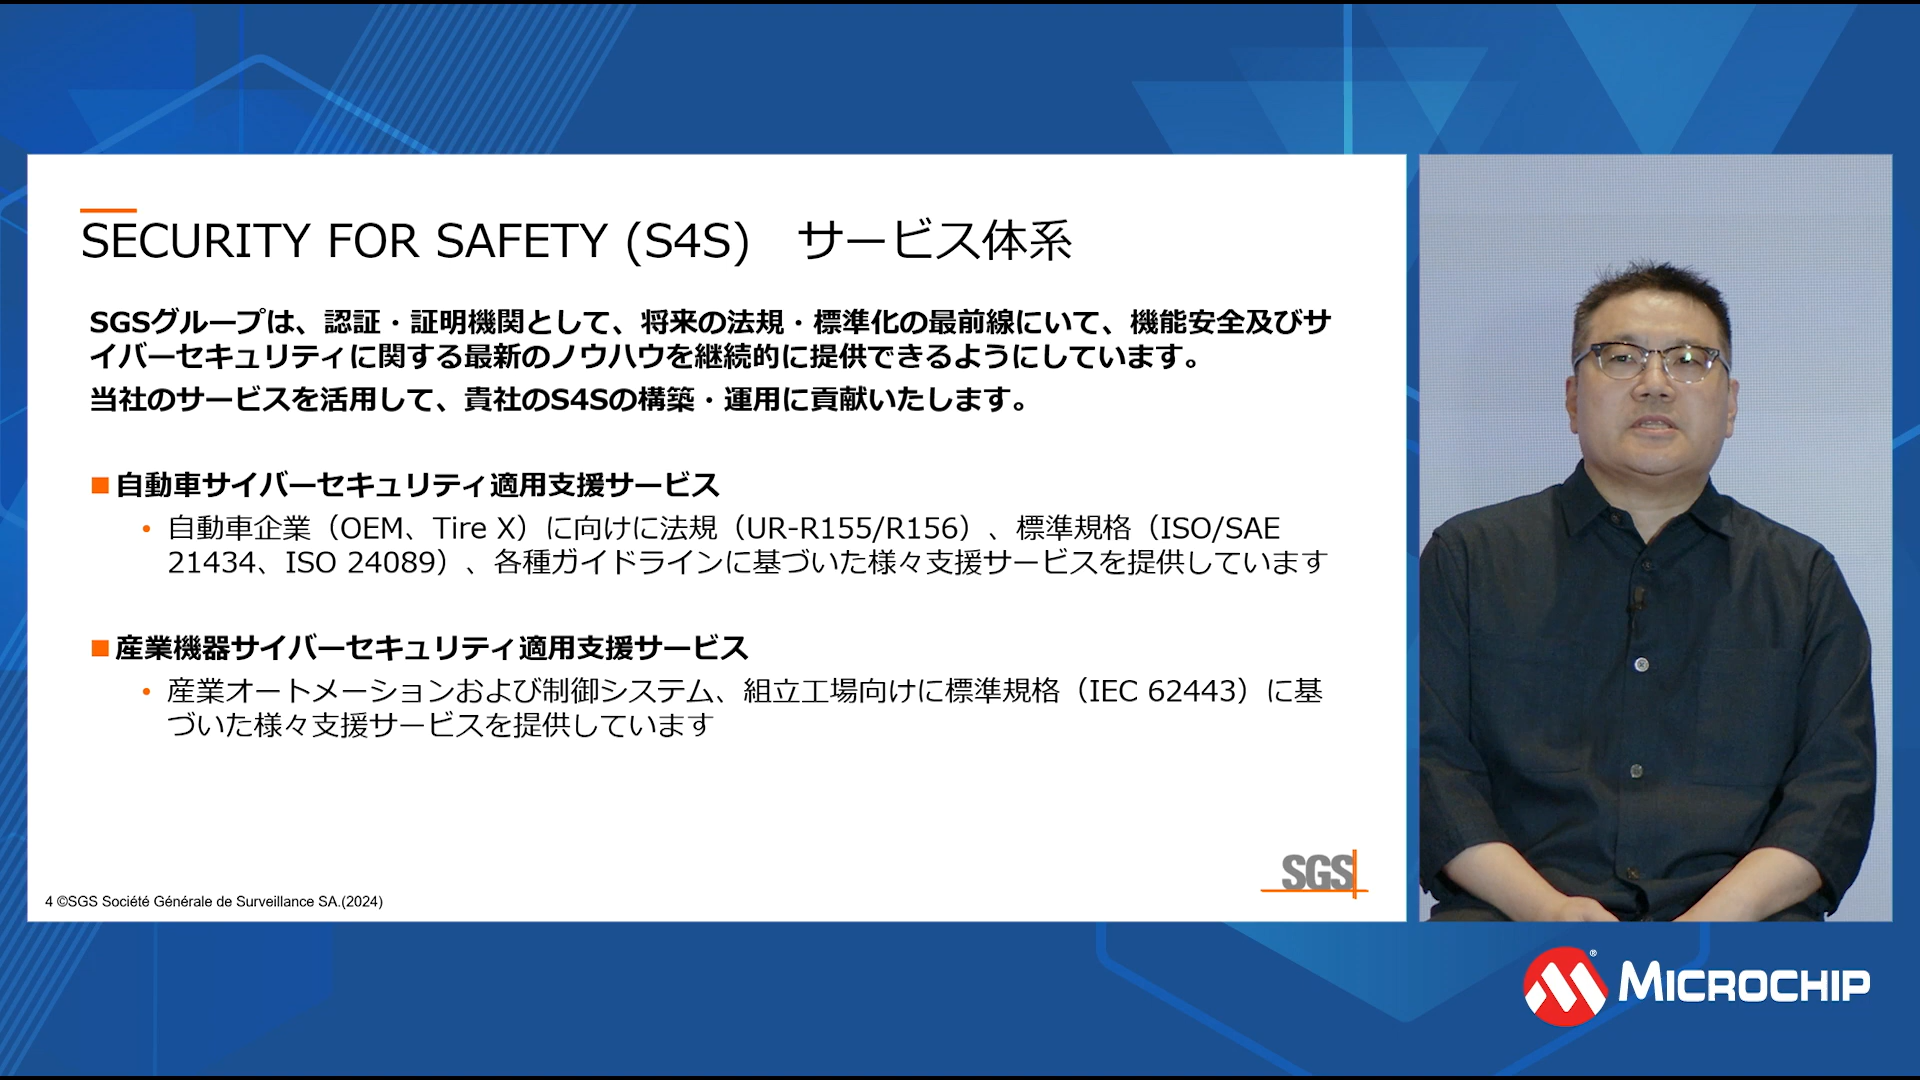 SECURITY FOR SAFETY (S4S)　サービス体系
SGSグループは、認証・証明機関として、将来の法規・標準化の最前線にいて、機能安全及びサ
イバーセキュリティに関する最新のノウハウを継続的に提供できるようにしています。
当社のサービスを活用して、貴社のS4Sの構築・運用に貢献いたします。
■自動車サイバーセキュリティ適用支援サービス
• 自動車企業（OEM、Tire X）に向けに法規（UR-R155/R156）、標準規格（ISO/SAE
21434、ISO 24089）、各種ガイドラインに基づいた様々支援サービスを提供しています
■産業機器サイバーセキュリティ適用支援サービス
• 産業オートメーションおよび制御システム、組立工場向けに標準規格（IEC 62443）に基
づいた様々支援サービスを提供しています
SGS
4 ©SGS Société Générale de Surveillance SA.(2024)
® MICROCHIP